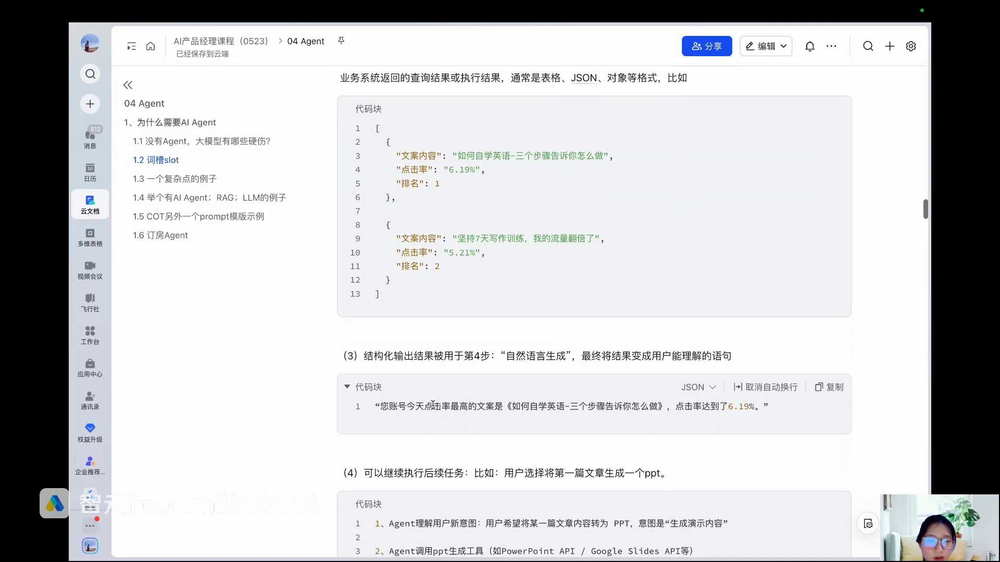 AI产品经理课程（0523） > 04 Agent
已经保存到云端
分享
编辑
512
消息
30
日历
云文档
多维表格
视频会议
飞行社
工作台
应用中心
通讯录
权益升级
企业推荐...
04 Agent
1、为什么需要AI Agent
1.1 没有Agent，大模型有哪些硬伤？
1.2 词槽slot
1.3 一个复杂点的例子
1.4 举个有AI Agent；RAG；LLM的例子
1.5 COT另外一个prompt模版示例
1.6 订房Agent
业务系统返回的查询结果或执行结果，通常是表格、JSON、对象等格式，比如
代码块
1 [
2 {
3 "文案内容": "如何自学英语-三个步骤告诉你怎么做",
4 "点击率": "6.19%",
5 "排名": 1
6 },
7
8 {
9 "文案内容": "坚持7天写作训练，我的流量翻倍了",
10 "点击率": "5.21%",
11 "排名": 2
12 }
13 ]
（3）结构化输出结果被用于第4步：“自然语言生成”，最终将结果变成用户能理解的语句
代码块 JSON 取消自动换行 复制
1 “您账号今天点击率最高的文案是《如何自学英语-三个步骤告诉你怎么做》，点击率达到了6.19%。”
（4）可以继续执行后续任务：比如：用户选择将第一篇文章生成一个ppt。
代码块
1 1、Agent理解用户新意图：用户希望将某一篇文章内容转为 PPT，意图是“生成演示内容”
2
3 2、Agent调用ppt生成工具（如PowerPoint API / Google Slides API等）